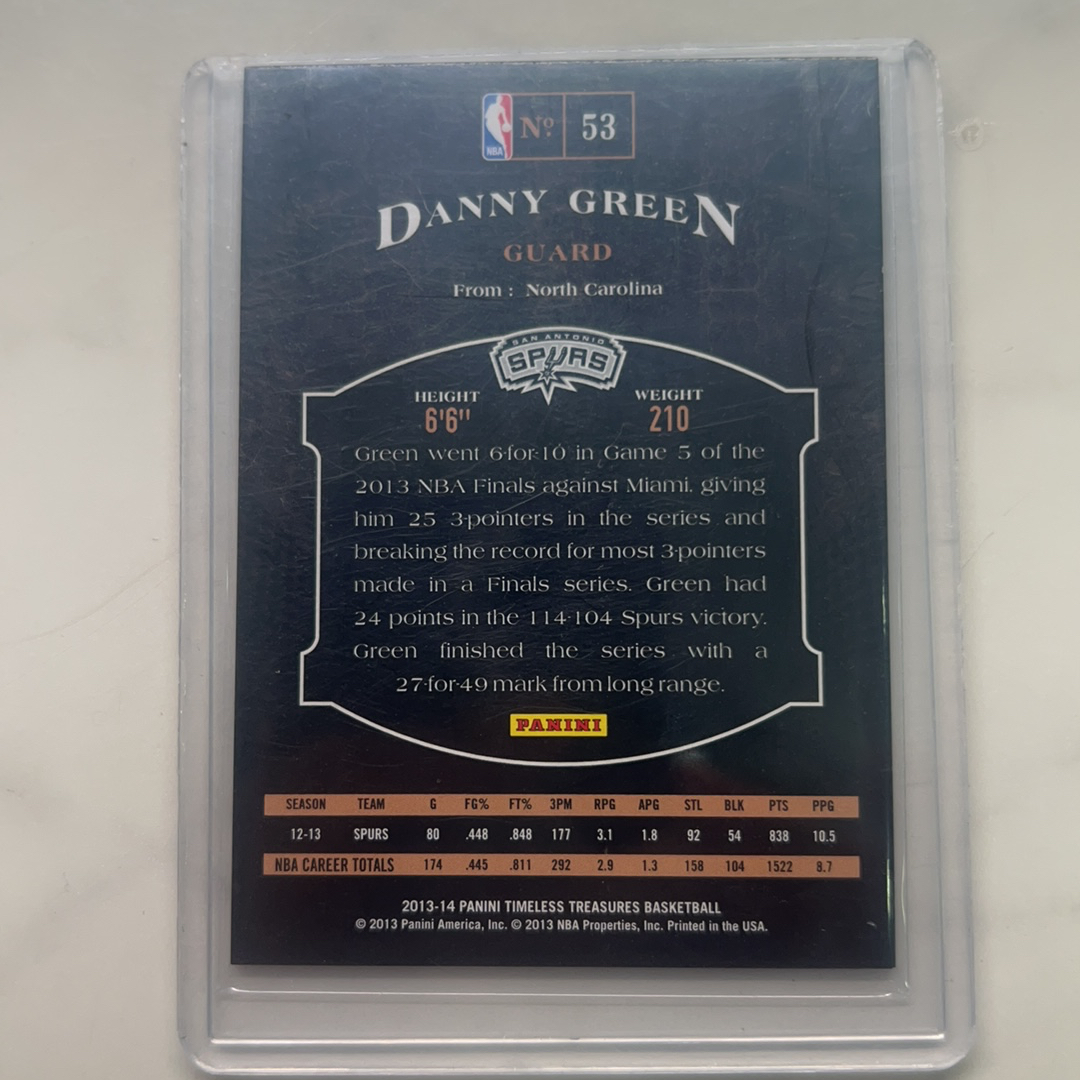 NBA Nº 53
DANNY GREEN
GUARD
From : North Carolina
SAN ANTONIO
SPURS
HEIGHT WEIGHT
6'6" 210
Green went 6-for-10 in Game 5 of the
2013 NBA Finals against Miami, giving
him 25 3-pointers in the series and
breaking the record for most 3-pointers
made in a Finals series. Green had
24 points in the 114-104 Spurs victory.
Green finished the series with a
27-for-49 mark from long range.
PANINI
SEASON TEAM G FG% FT% 3PM RPG APG STL BLK PTS PPG
12-13 SPURS 80 .448 .848 177 3.1 1.8 92 54 838 10.5
NBA CAREER TOTALS 174 .445 .811 292 2.9 1.3 158 104 1522 8.7
2013-14 PANINI TIMELESS TREASURES BASKETBALL
© 2013 Panini America, Inc. © 2013 NBA Properties, Inc. Printed in the USA.